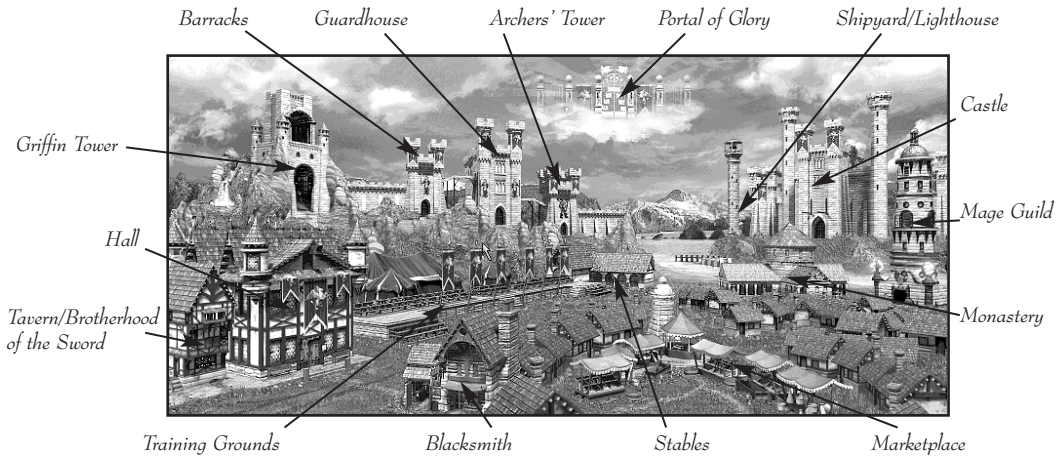 Barracks
Guardhouse
Archers' Tower
Portal of Glory
Shipyard/Lighthouse
Castle
Griffin Tower
Mage Guild
Hall
Tavern/Brotherhood
of the Sword
Monastery
Training Grounds
Blacksmith
Stables
Marketplace